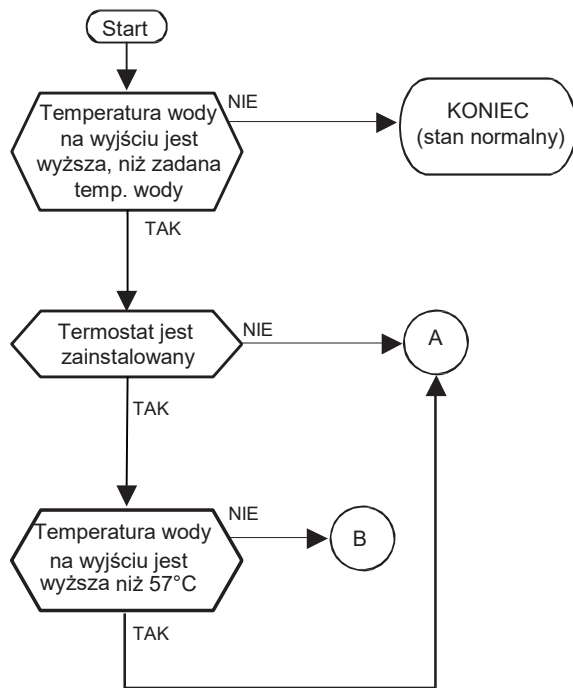 Start
Temperatura wody
na wyjściu jest
wyższa, niż zadana
temp. wody
NIE
KONIEC
(stan normalny)
TAK
Termostat jest
zainstalowany
NIE
A
TAK
Temperatura wody
na wyjściu jest
wyższa niż 57°C
NIE
B
TAK